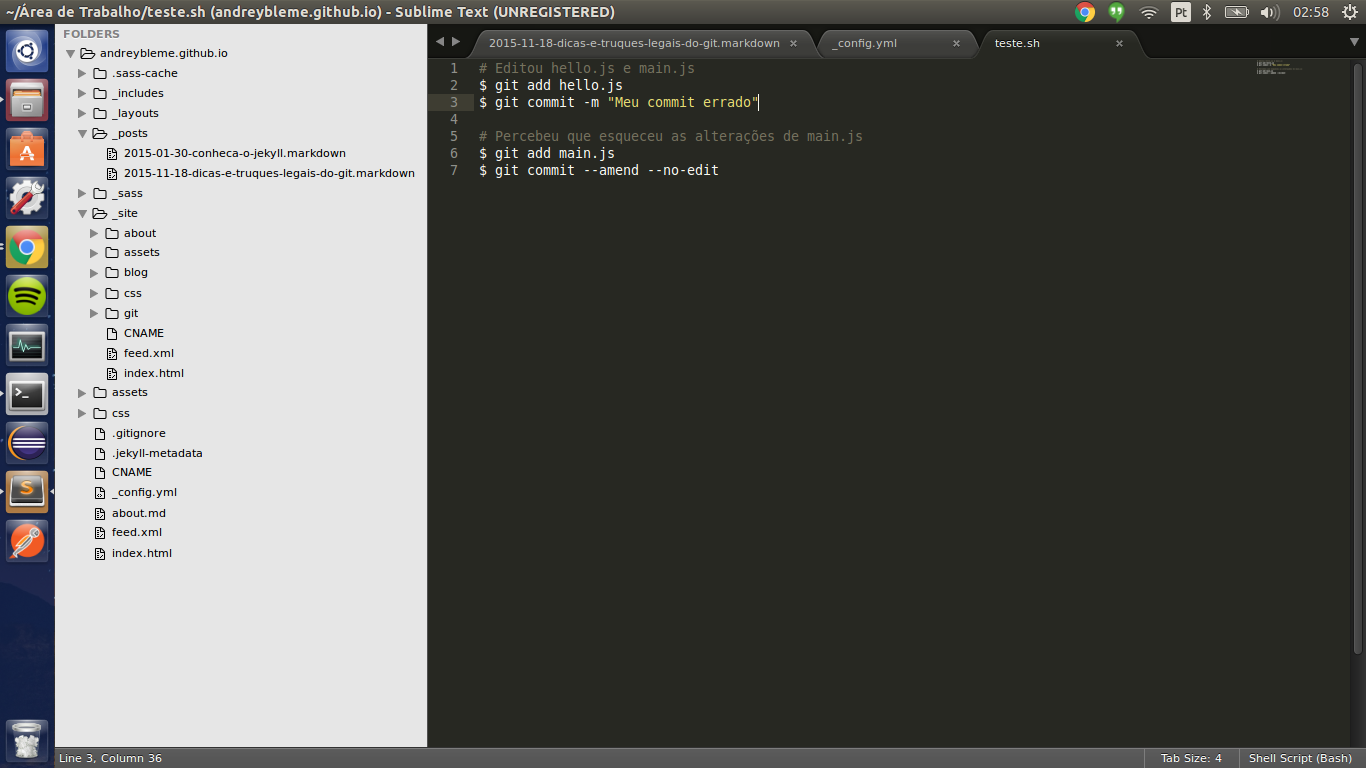 ~/Área de Trabalho/teste.sh (andreybleme.github.io) - Sublime Text (UNREGISTERED)
Pt
02:58
FOLDERS
andreybleme.github.io
.sass-cache
_includes
_layouts
_posts
2015-01-30-conheca-o-jekyll.markdown
2015-11-18-dicas-e-truques-legais-do-git.markdown
_sass
_site
about
assets
blog
css
git
CNAME
feed.xml
index.html
assets
css
.gitignore
.jekyll-metadata
CNAME
_config.yml
about.md
feed.xml
index.html
2015-11-18-dicas-e-truques-legais-do-git.markdown
_config.yml
teste.sh
1 # Editou hello.js e main.js
2 $ git add hello.js
3 $ git commit -m "Meu commit errado"
4
5 # Percebeu que esqueceu as alterações de main.js
6 $ git add main.js
7 $ git commit --amend --no-edit
Line 3, Column 36
Tab Size: 4
Shell Script (Bash)